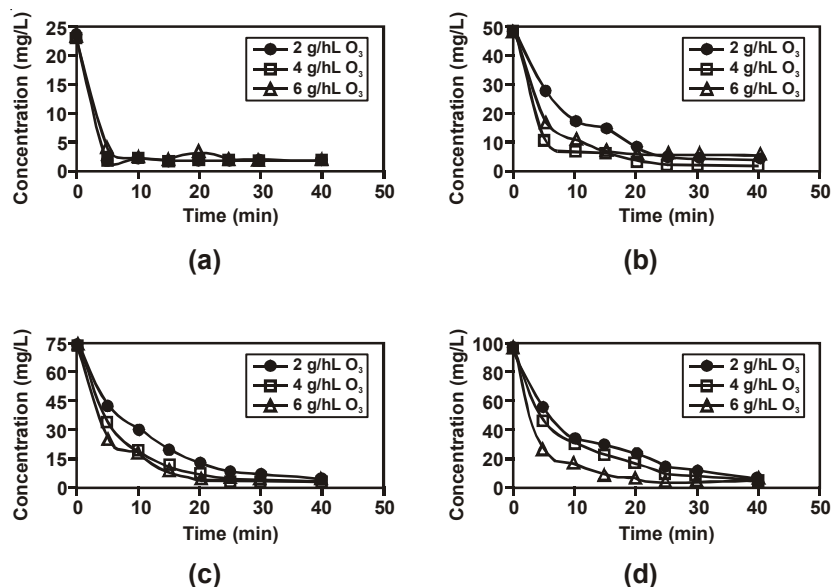 Concentration (mg/L)
25
20
15
10
5
0
0 10 20 30 40 50
Time (min)
2 g/hL O₃
4 g/hL O₃
6 g/hL O₃
(a)
Concentration (mg/L)
50
40
30
20
10
0
0 10 20 30 40 50
Time (min)
2 g/hL O₃
4 g/hL O₃
6 g/hL O₃
(b)
Concentration (mg/L)
75
60
45
30
15
0
0 10 20 30 40 50
Time (min)
2 g/hL O₃
4 g/hL O₃
6 g/hL O₃
(c)
Concentration (mg/L)
100
80
60
40
20
0
0 10 20 30 40 50
Time (min)
2 g/hL O₃
4 g/hL O₃
6 g/hL O₃
(d)